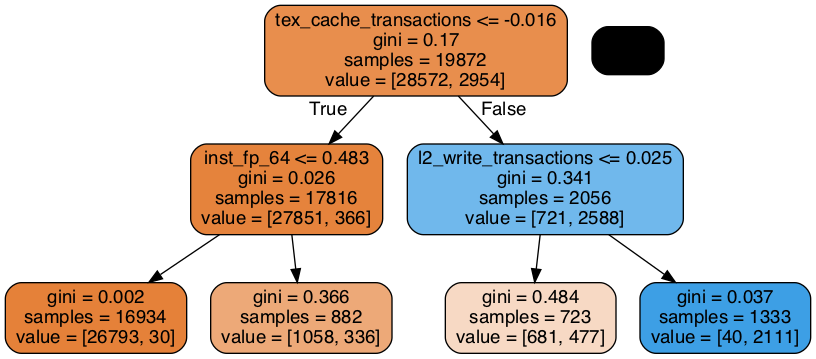 tex_cache_transactions <= -0.016
gini = 0.17
samples = 19872
value = [28572, 2954]
True
False
inst_fp_64 <= 0.483
gini = 0.026
samples = 17816
value = [27851, 366]
l2_write_transactions <= 0.025
gini = 0.341
samples = 2056
value = [721, 2588]
gini = 0.002
samples = 16934
value = [26793, 30]
gini = 0.366
samples = 882
value = [1058, 336]
gini = 0.484
samples = 723
value = [681, 477]
gini = 0.037
samples = 1333
value = [40, 2111]